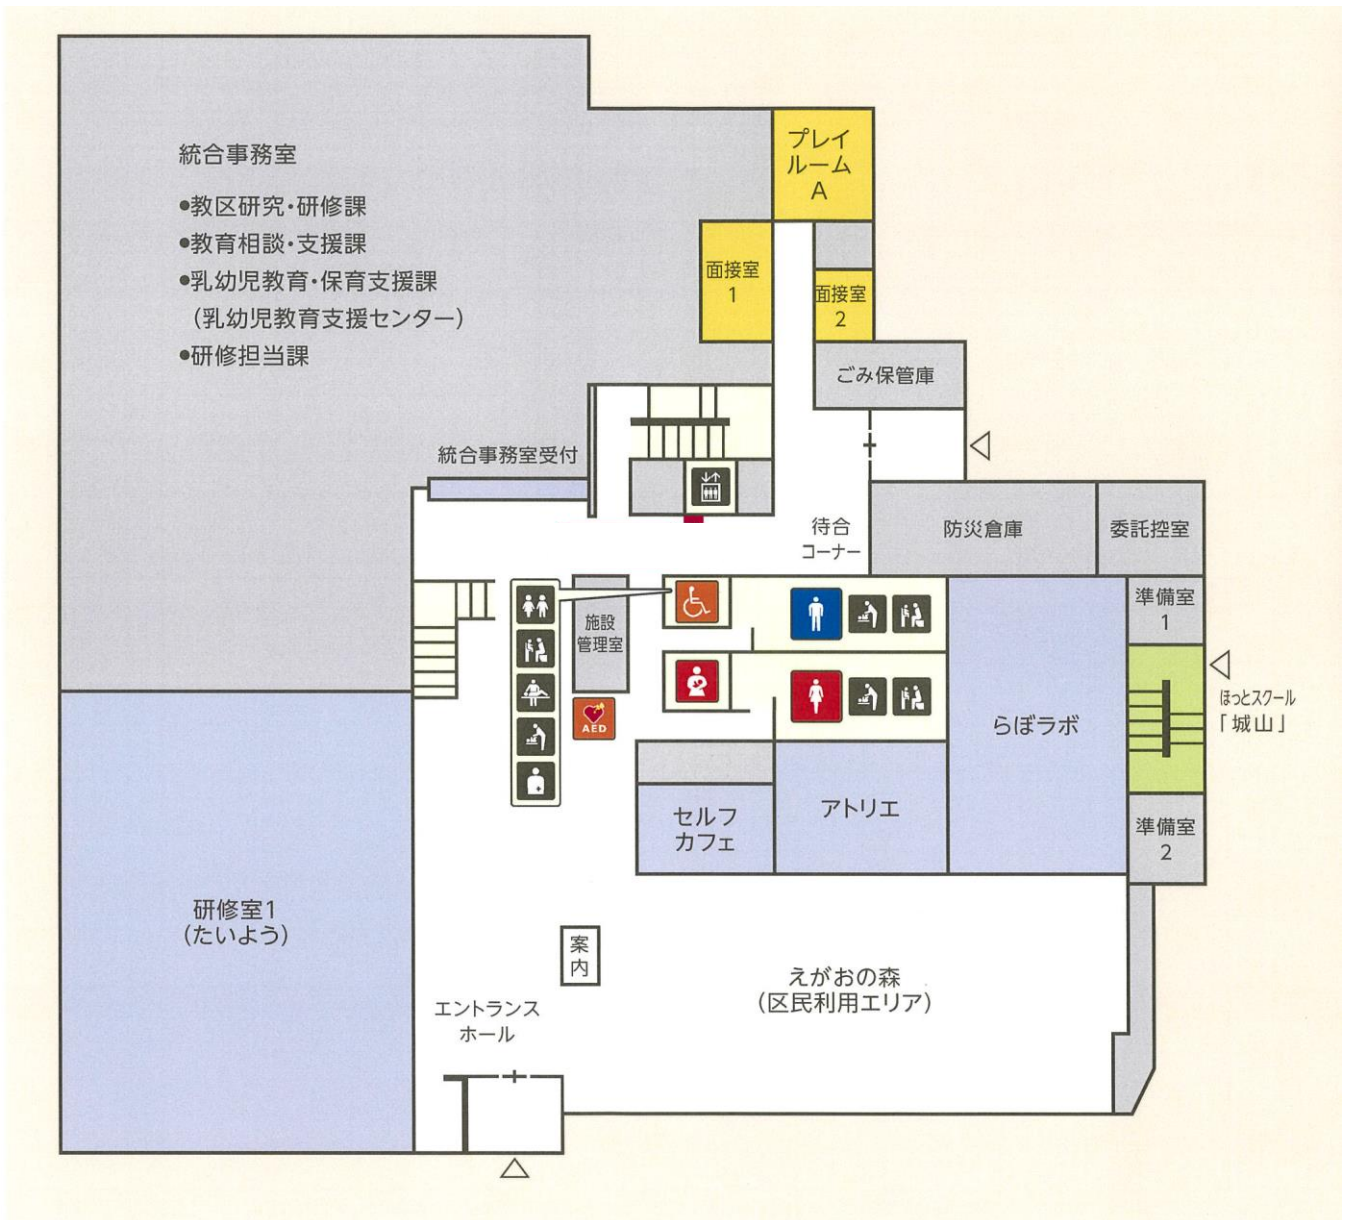 統合事務室
●教区研究・研修課
●教育相談・支援課
●乳幼児教育・保育支援課
（乳幼児教育支援センター）
●研修担当課
プレイ
ルーム
A
面接室
1
面接室
2
ごみ保管庫
統合事務室受付
待合
コーナー
防災倉庫
委託控室
準備室
1
施設
管理室
AED
らぼラボ
ほっとスクール
「城山」
セルフ
カフェ
アトリエ
準備室
2
研修室1
（たいよう）
案
内
えがおの森
（区民利用エリア）
エントランス
ホール